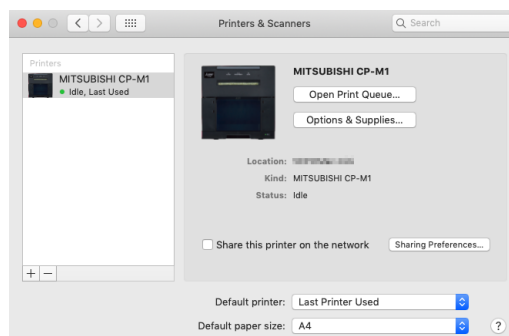 Printers & Scanners
Search
Printers
MITSUBISHI CP-M1
Idle, Last Used
MITSUBISHI CP-M1
Open Print Queue...
Options & Supplies...
Location:
Kind: MITSUBISHI CP-M1
Status: Idle
Share this printer on the network
Sharing Preferences...
+ −
Default printer: Last Printer Used
Default paper size: A4
?